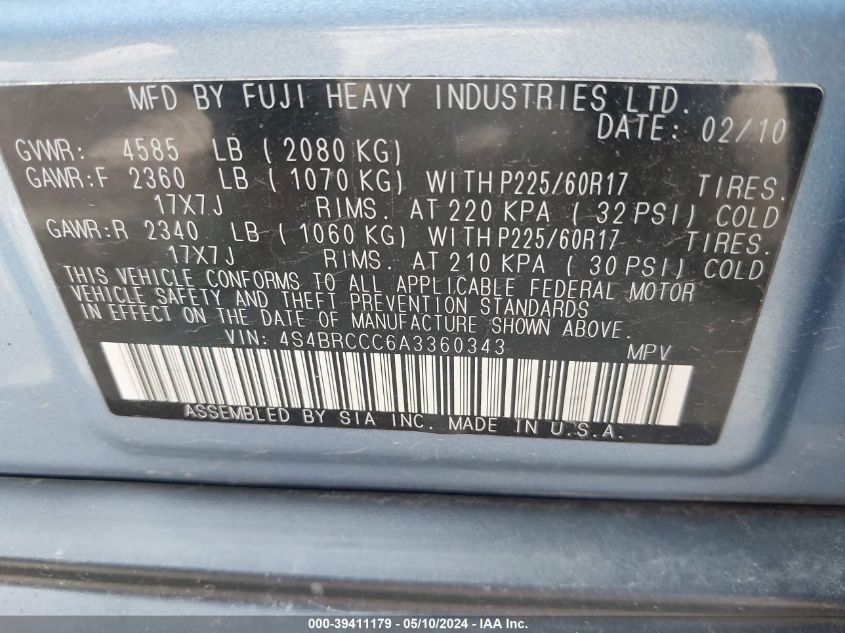 MFD BY FUJI HEAVY INDUSTRIES LTD.
DATE: 02/10
GVWR: 4585 LB ( 2080 KG)
GAWR:F 2360 LB ( 1070 KG) WITH P225/60R17 TIRES.
17X7J RIMS. AT 220 KPA ( 32 PSI) COLD
GAWR:R 2340 LB ( 1060 KG) WITH P225/60R17 TIRES.
17X7J RIMS. AT 210 KPA ( 30 PSI) COLD
THIS VEHICLE CONFORMS TO ALL APPLICABLE FEDERAL MOTOR
VEHICLE SAFETY AND THEFT PREVENTION STANDARDS
IN EFFECT ON THE DATE OF MANUFACTURE SHOWN ABOVE.
VIN: 4S4BRCCC6A3360343 MPV
ASSEMBLED BY SIA INC. MADE IN U.S.A.
000-39411179 - 05/10/2024 - IAA Inc.